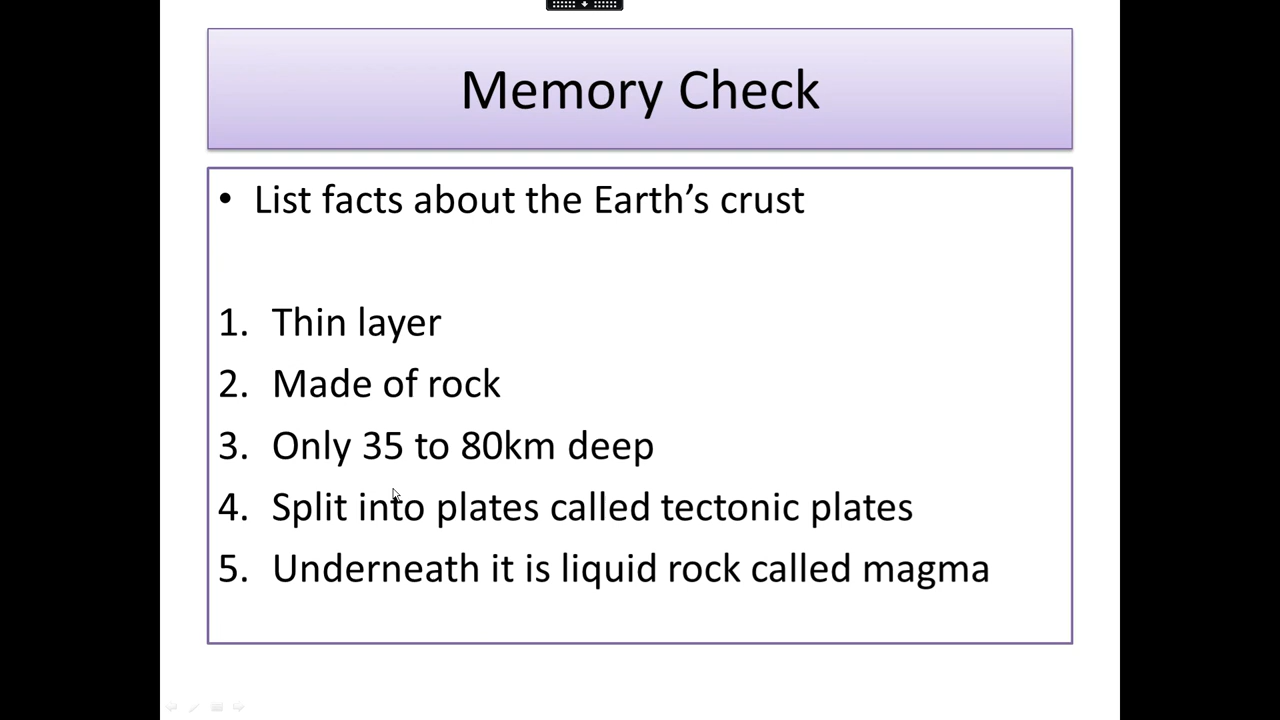 Memory Check
• List facts about the Earth’s crust
1. Thin layer
2. Made of rock
3. Only 35 to 80km deep
4. Split into plates called tectonic plates
5. Underneath it is liquid rock called magma